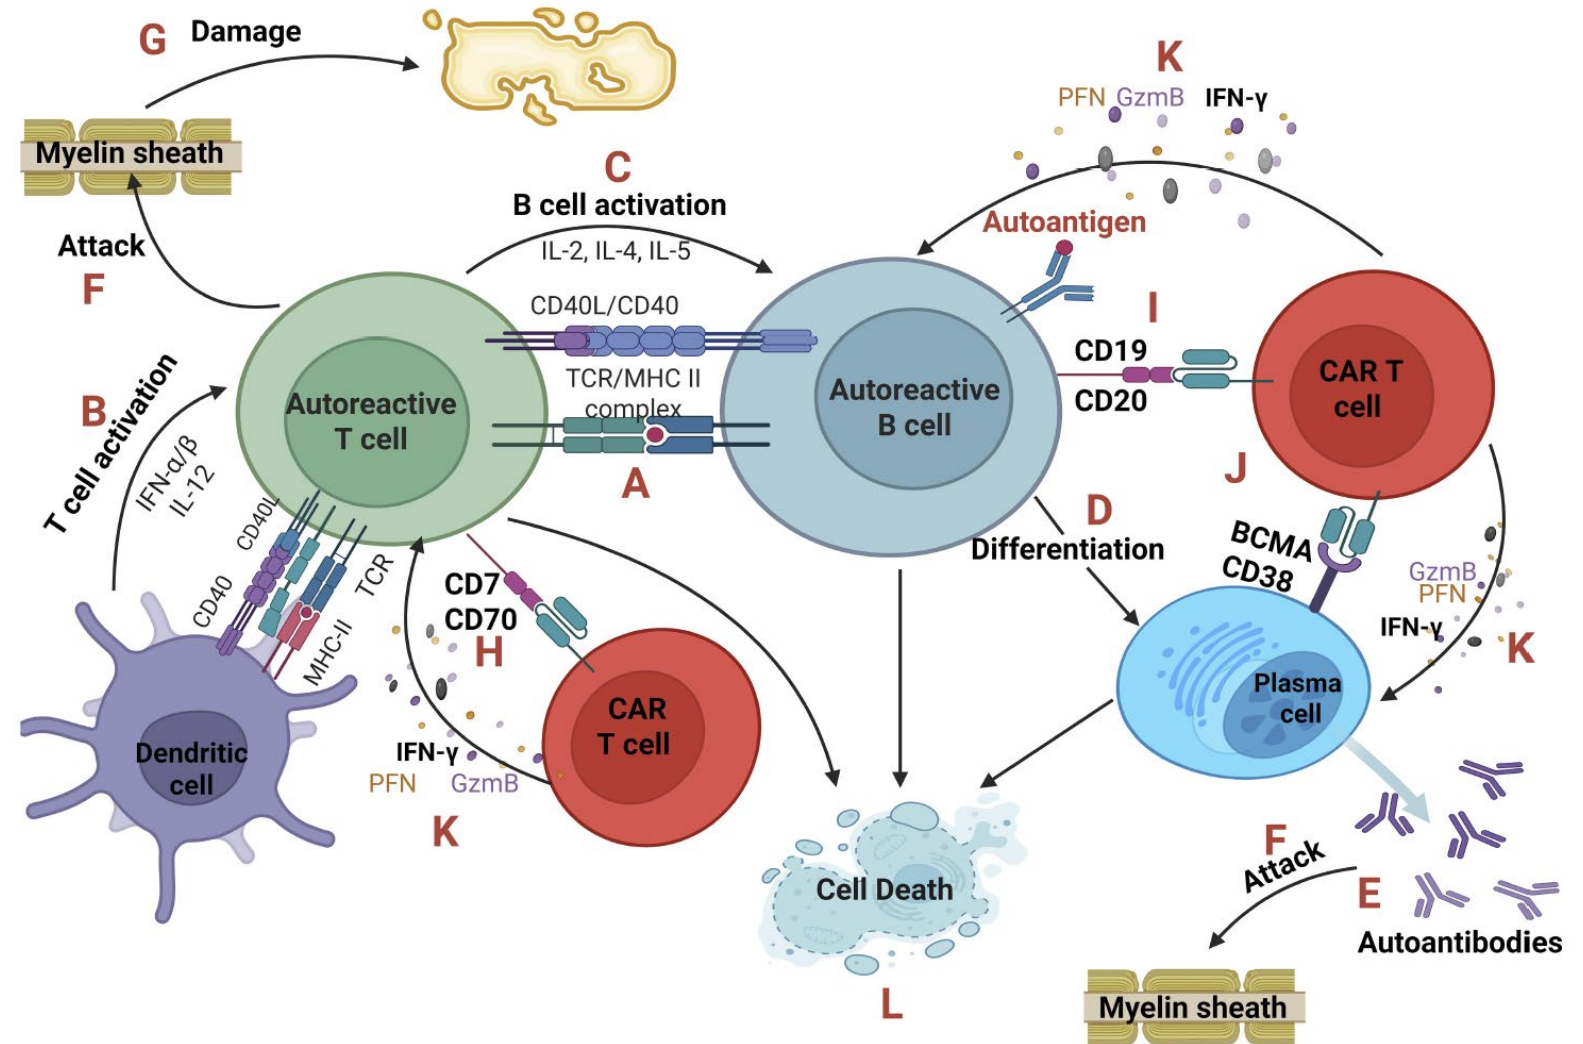 G
Damage
Myelin sheath
Attack
F
C
B cell activation
IL-2, IL-4, IL-5
CD40L/CD40
TCR/MHC II
complex
A
Autoreactive
T cell
B
T cell activation
IFN-α/β
IL-12
CD40L
CD40
TCR
MHC-II
Dendritic
cell
CD7
CD70
H
CAR
T cell
IFN-γ
PFN
GzmB
K
K
PFN
GzmB
IFN-γ
Autoantigen
Autoreactive
B cell
I
CD19
CD20
CAR T
cell
J
BCMA
CD38
D
Differentiation
GzmB
PFN
IFN-γ
K
Plasma
cell
Cell Death
L
F
Attack
E
Autoantibodies
Myelin sheath